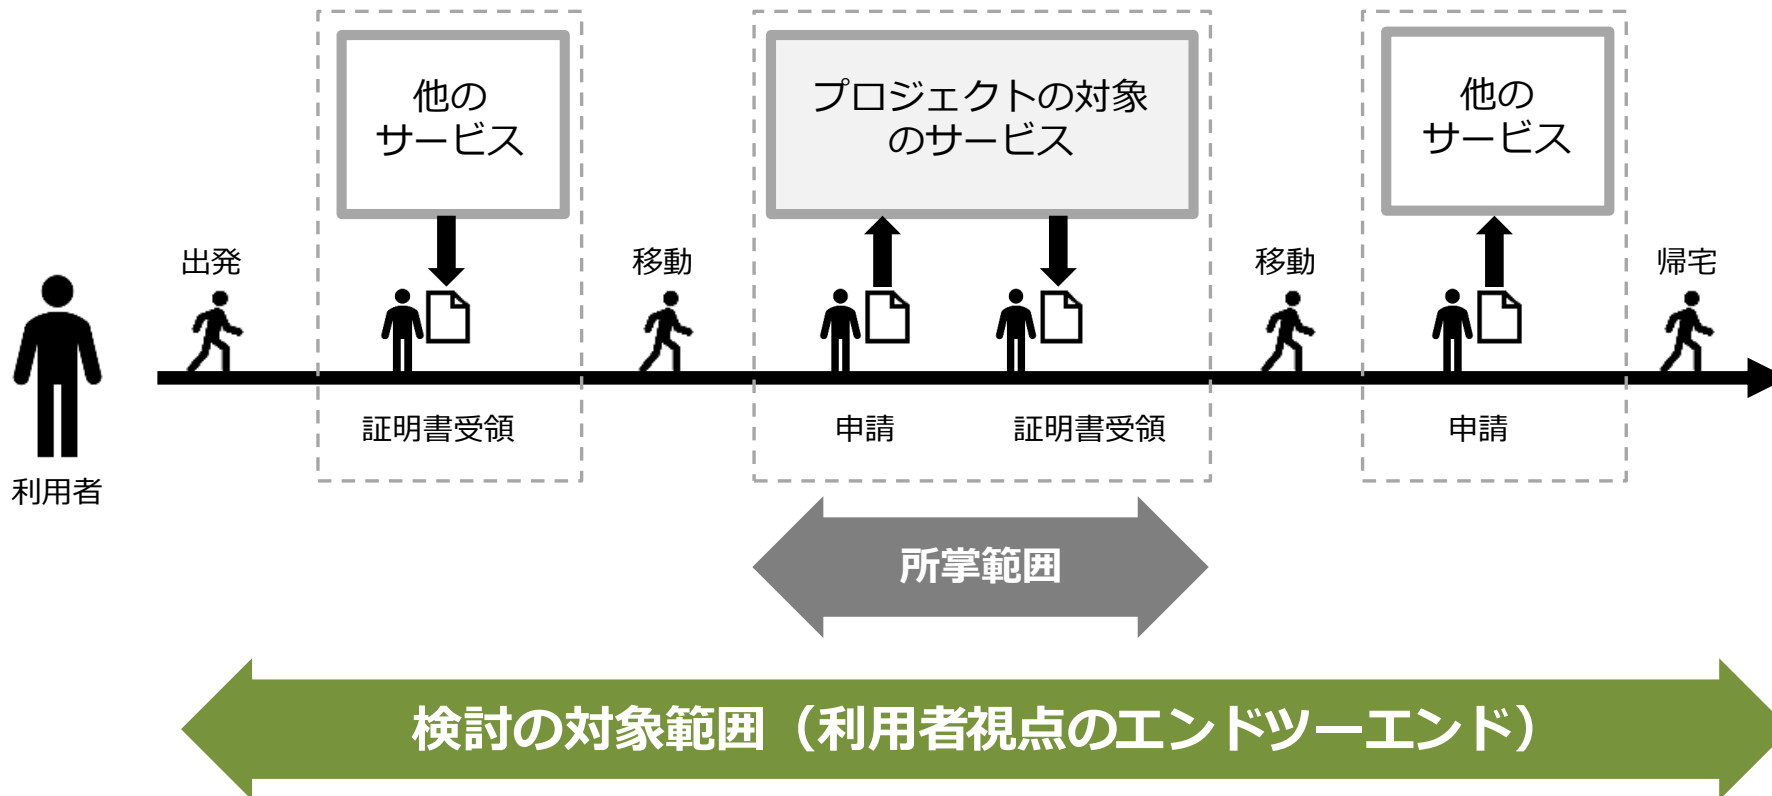 他の
サービス
プロジェクトの対象
のサービス
他の
サービス
出発
移動
移動
帰宅
証明書受領
申請
証明書受領
申請
利用者
所掌範囲
検討の対象範囲（利用者視点のエンドツーエンド）